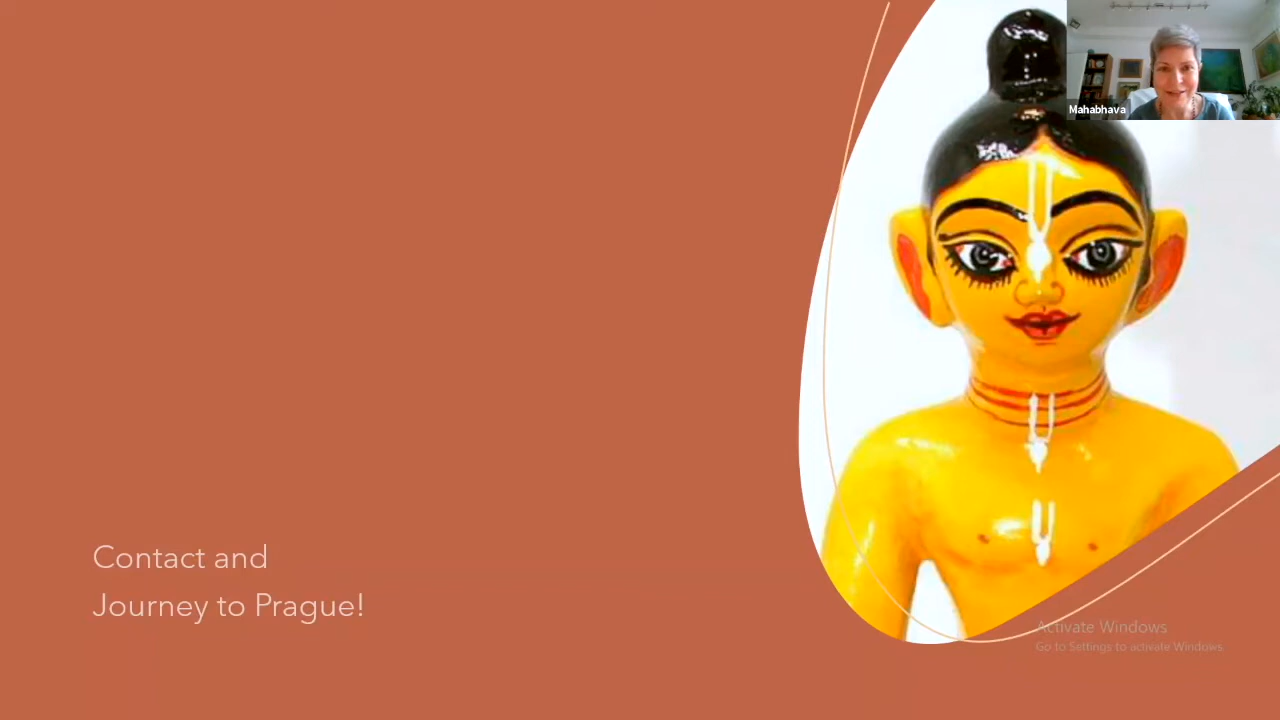 Mahabhava
Contact and
Journey to Prague!
Activate Windows
Go to Settings to activate Windows.